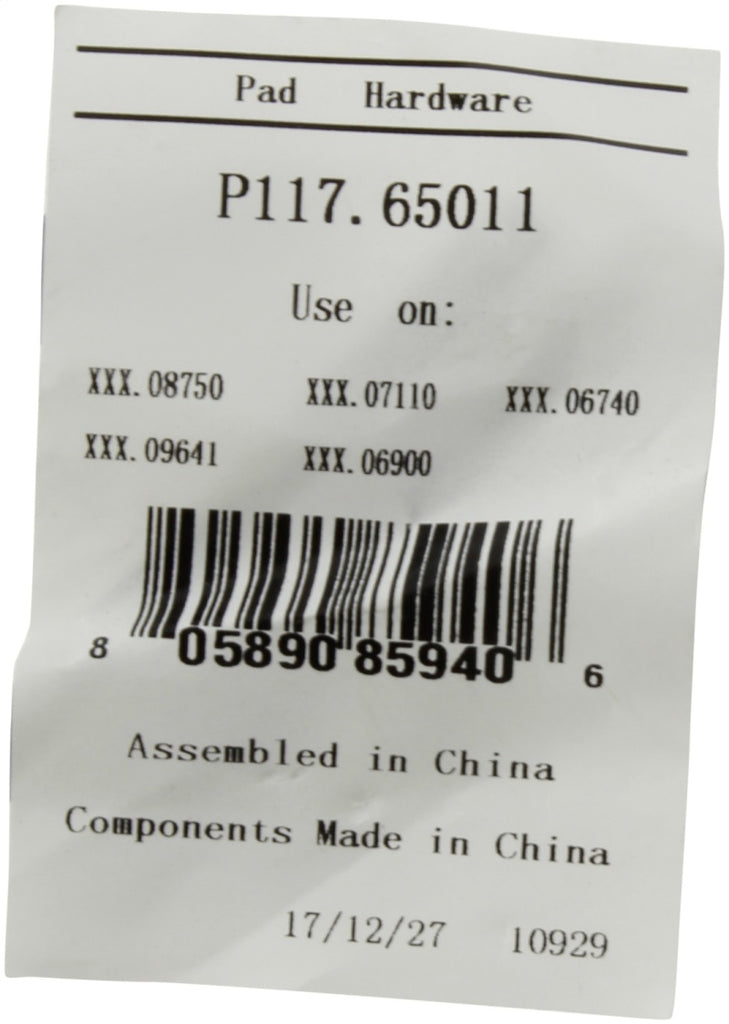 Pad Hardware
P117.65011
Use on:
XXX.08750 XXX.07110 XXX.06740
XXX.09641 XXX.06900
8 05890 85940 6
Assembled in China
Components Made in China
17/12/27 10929